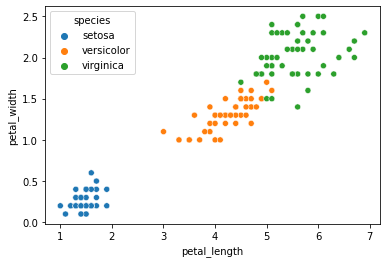 species
setosa
versicolor
virginica
2.5
2.0
1.5
1.0
0.5
0.0
petal_width
1 2 3 4 5 6 7
petal_length